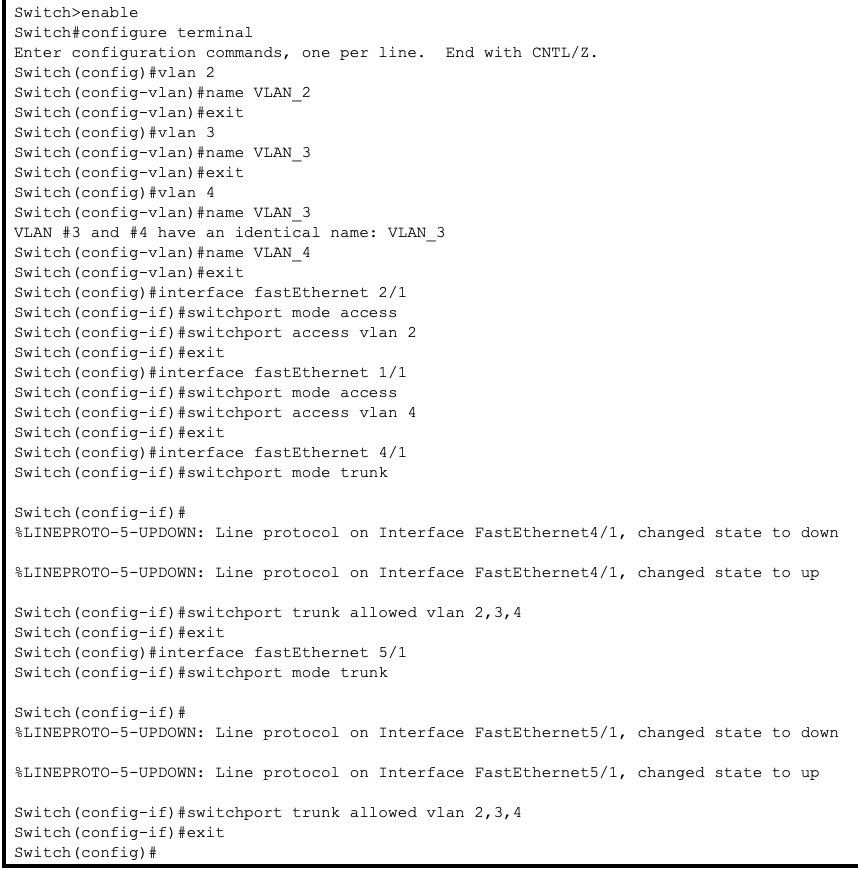 Switch>enable
Switch#configure terminal
Enter configuration commands, one per line.  End with CNTL/Z.
Switch(config)#vlan 2
Switch(config-vlan)#name VLAN_2
Switch(config-vlan)#exit
Switch(config)#vlan 3
Switch(config-vlan)#name VLAN_3
Switch(config-vlan)#exit
Switch(config)#vlan 4
Switch(config-vlan)#name VLAN_3
VLAN #3 and #4 have an identical name: VLAN_3
Switch(config-vlan)#name VLAN_4
Switch(config-vlan)#exit
Switch(config)#interface fastEthernet 2/1
Switch(config-if)#switchport mode access
Switch(config-if)#switchport access vlan 2
Switch(config-if)#exit
Switch(config)#interface fastEthernet 1/1
Switch(config-if)#switchport mode access
Switch(config-if)#switchport access vlan 4
Switch(config-if)#exit
Switch(config)#interface fastEthernet 4/1
Switch(config-if)#switchport mode trunk
Switch(config-if)#
%LINEPROTO-5-UPDOWN: Line protocol on Interface FastEthernet4/1, changed state to down
%LINEPROTO-5-UPDOWN: Line protocol on Interface FastEthernet4/1, changed state to up
Switch(config-if)#switchport trunk allowed vlan 2,3,4
Switch(config-if)#exit
Switch(config)#interface fastEthernet 5/1
Switch(config-if)#switchport mode trunk
Switch(config-if)#
%LINEPROTO-5-UPDOWN: Line protocol on Interface FastEthernet5/1, changed state to down
%LINEPROTO-5-UPDOWN: Line protocol on Interface FastEthernet5/1, changed state to up
Switch(config-if)#switchport trunk allowed vlan 2,3,4
Switch(config-if)#exit
Switch(config)#